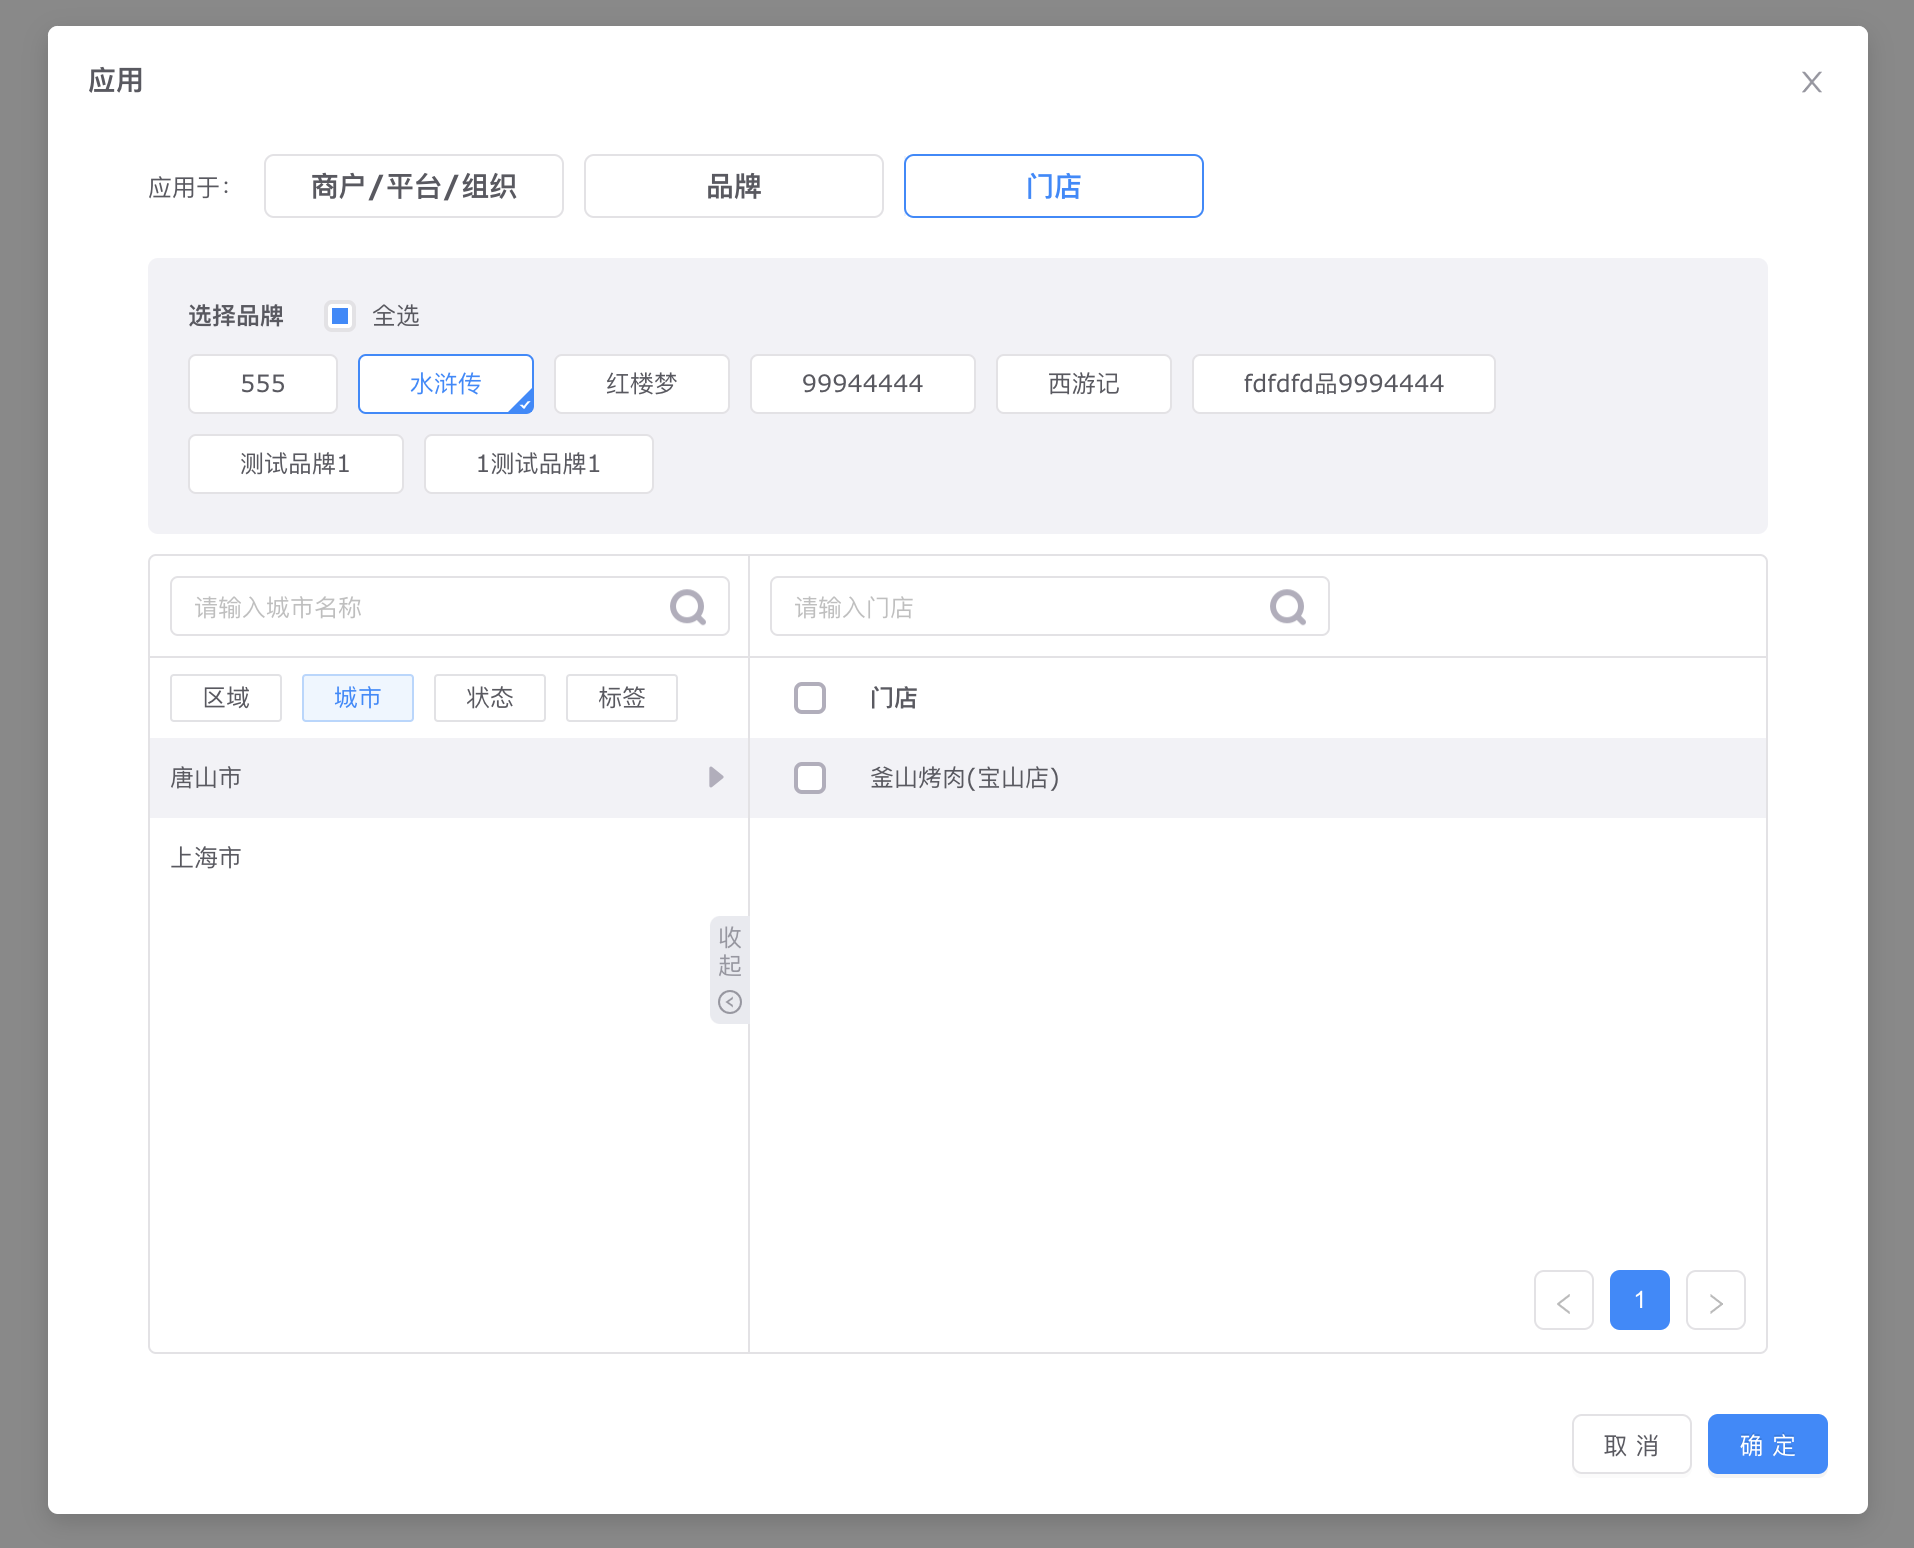 应用
应用于：
商户/平台/组织
品牌
门店
选择品牌
全选
555
水浒传
红楼梦
99944444
西游记
fdfdfd品9994444
测试品牌1
1测试品牌1
请输入城市名称
请输入门店
区域
城市
状态
标签
门店
唐山市
釜山烤肉(宝山店)
上海市
收起
1
取 消
确 定